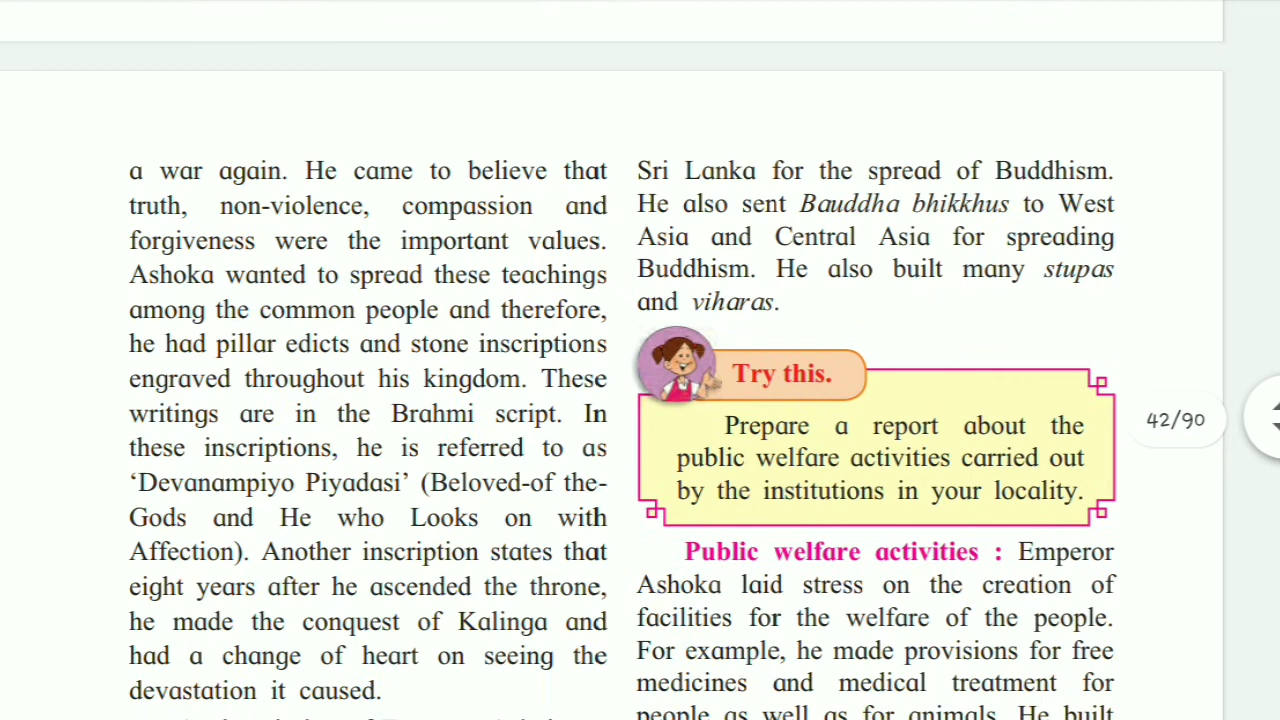 a war again. He came to believe that
truth, non-violence, compassion and
forgiveness were the important values.
Ashoka wanted to spread these teachings
among the common people and therefore,
he had pillar edicts and stone inscriptions
engraved throughout his kingdom. These
writings are in the Brahmi script. In
these inscriptions, he is referred to as
‘Devanampiyo Piyadasi’ (Beloved-of the-
Gods and He who Looks on with
Affection). Another inscription states that
eight years after he ascended the throne,
he made the conquest of Kalinga and
had a change of heart on seeing the
devastation it caused.
Sri Lanka for the spread of Buddhism.
He also sent Bauddha bhikkhus to West
Asia and Central Asia for spreading
Buddhism. He also built many stupas
and viharas.
Try this.
Prepare a report about the
public welfare activities carried out
by the institutions in your locality.
Public welfare activities : Emperor
Ashoka laid stress on the creation of
facilities for the welfare of the people.
For example, he made provisions for free
medicines and medical treatment for
people as well as for animals. He built
42/90